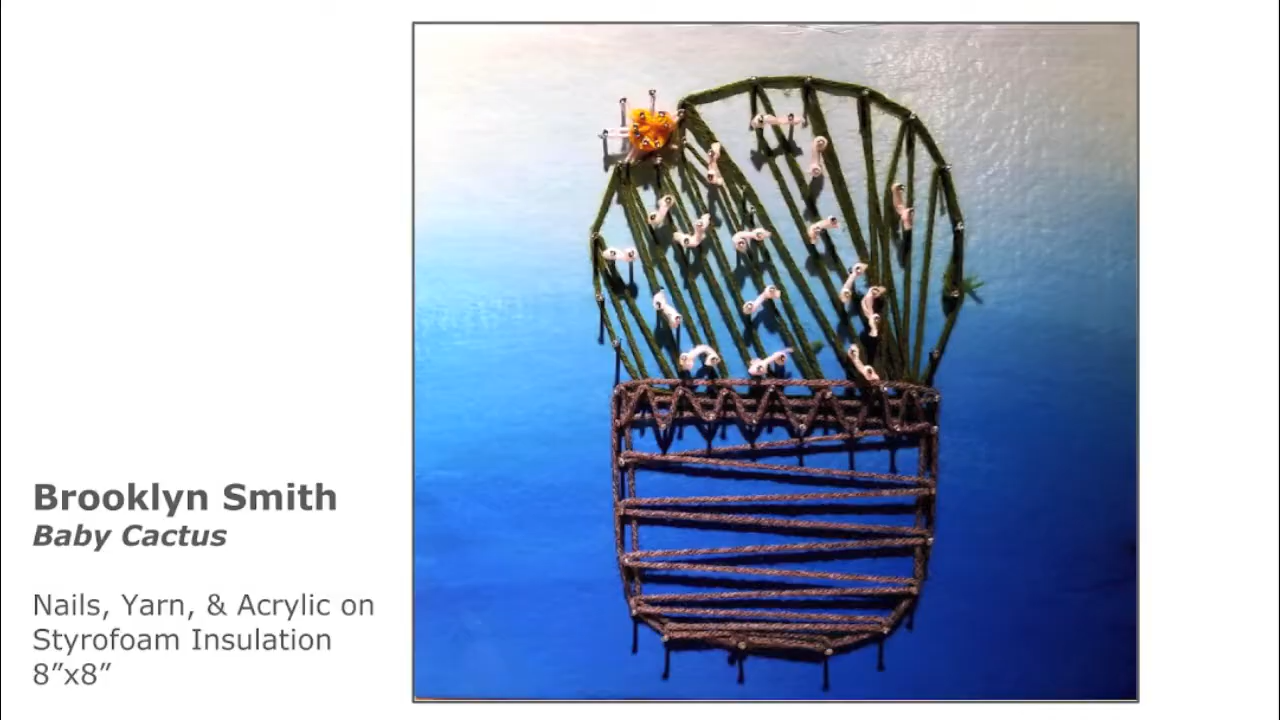 Brooklyn Smith
Baby Cactus
Nails, Yarn, & Acrylic on
Styrofoam Insulation
8”x8”